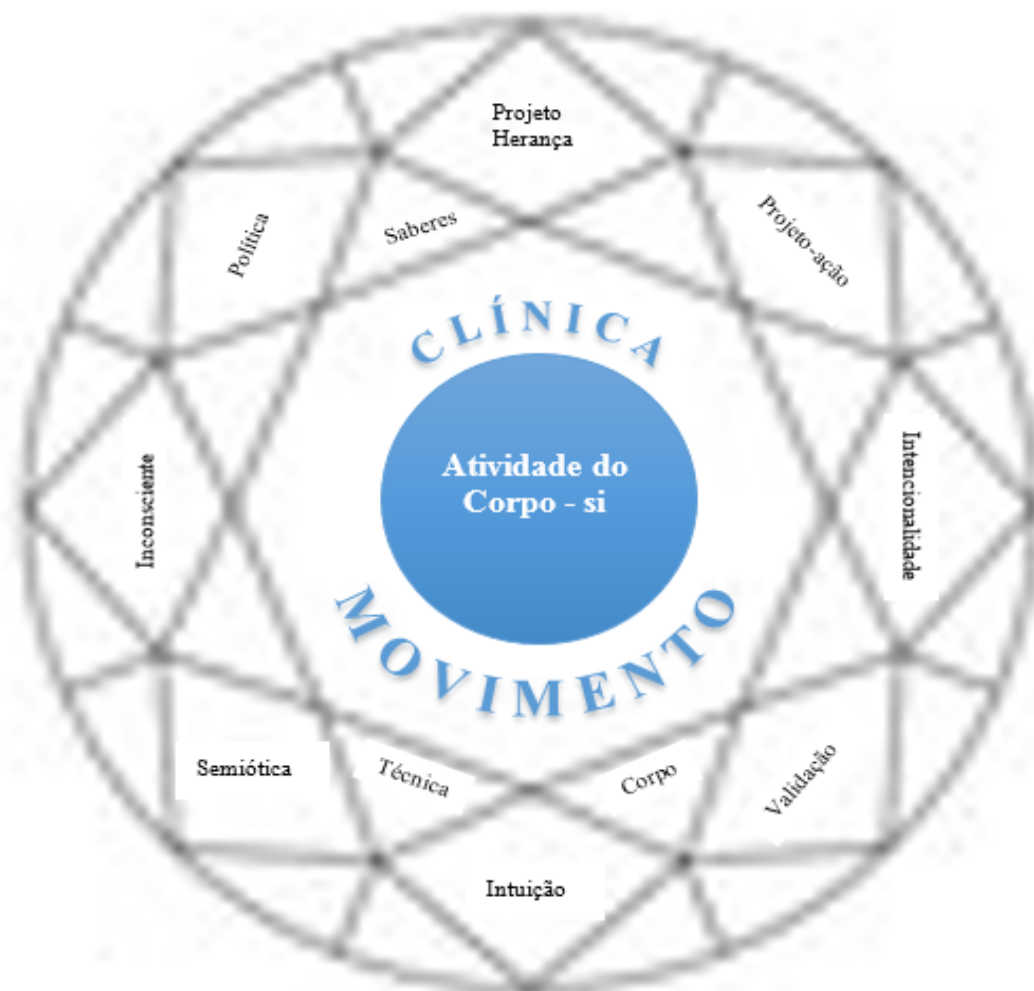 Projeto
Herança
Política
Saberes
Projeto-ação
CLÍNICA
Atividade do
Corpo - si
Inconsciente
Intencionalidade
MOVIMENTO
Semiótica
Técnica
Corpo
Validação
Intuição